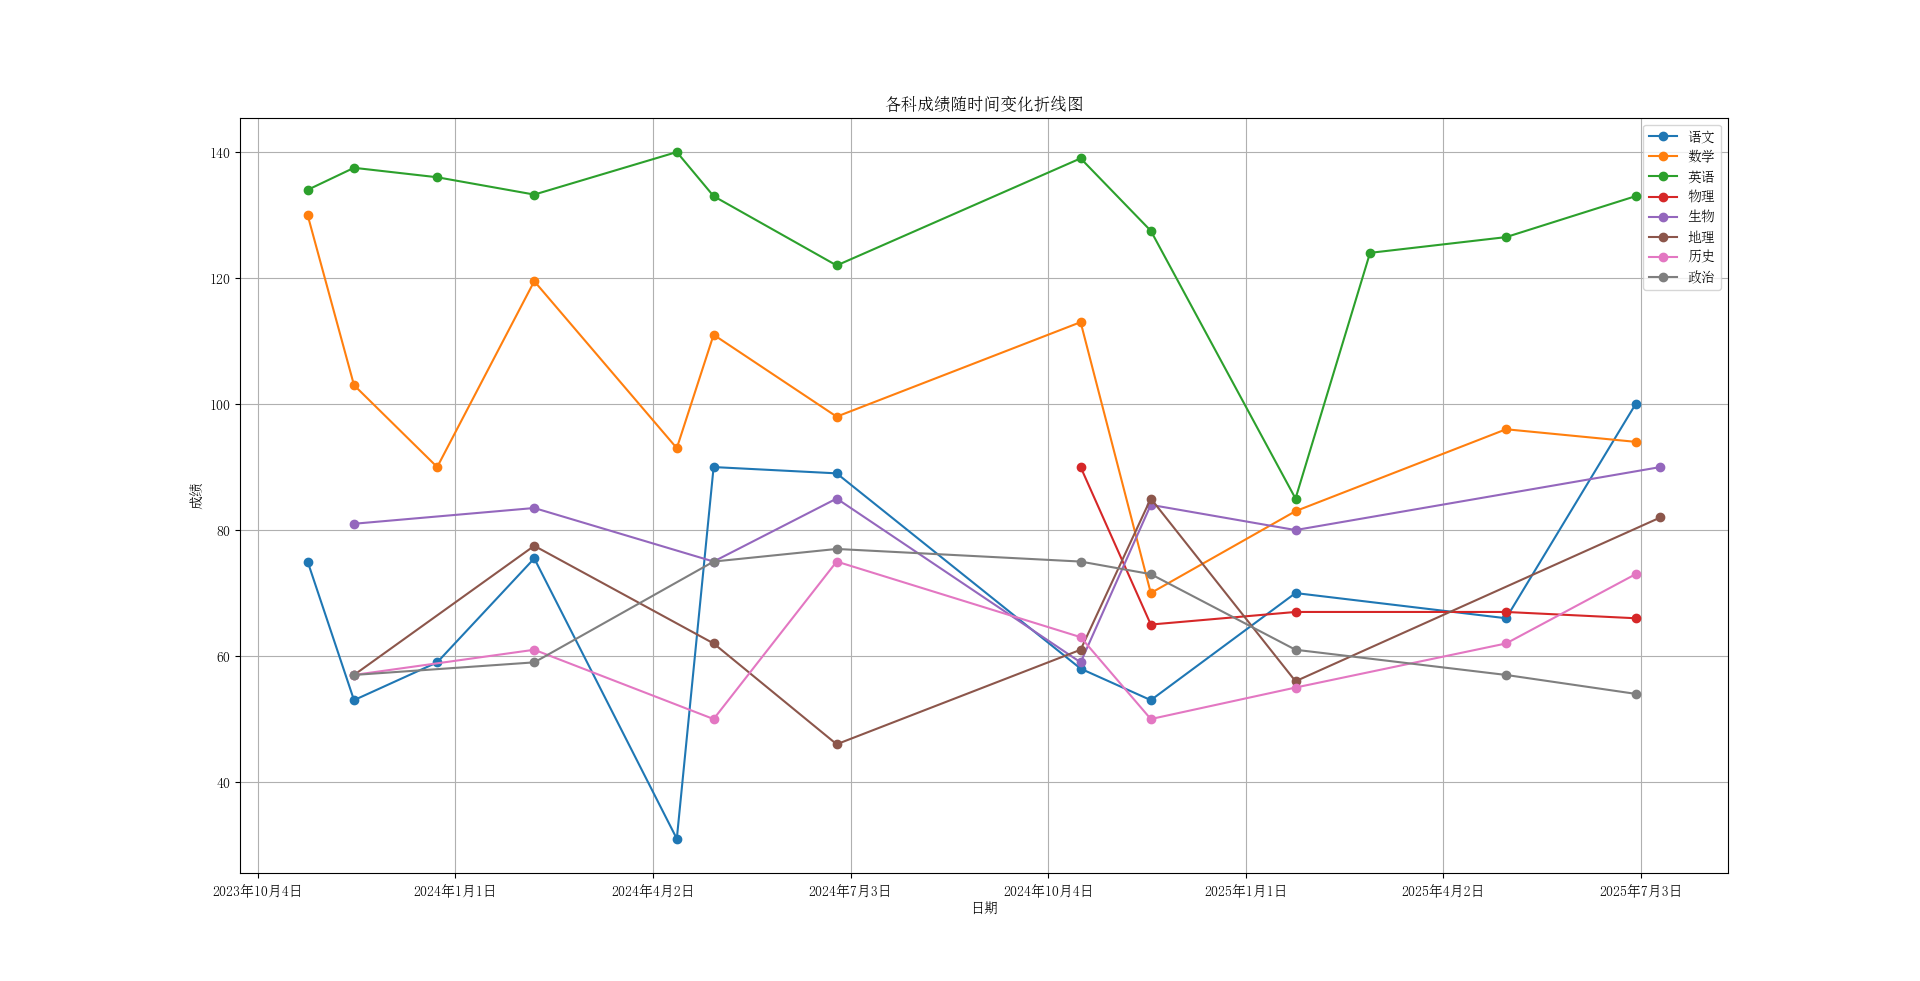 各科成绩随时间变化折线图
语文
数学
英语
物理
生物
地理
历史
政治
成绩
140
120
100
80
60
40
2023年10月4日
2024年1月1日
2024年4月2日
2024年7月3日
2024年10月4日
2025年1月1日
2025年4月2日
2025年7月3日
日期